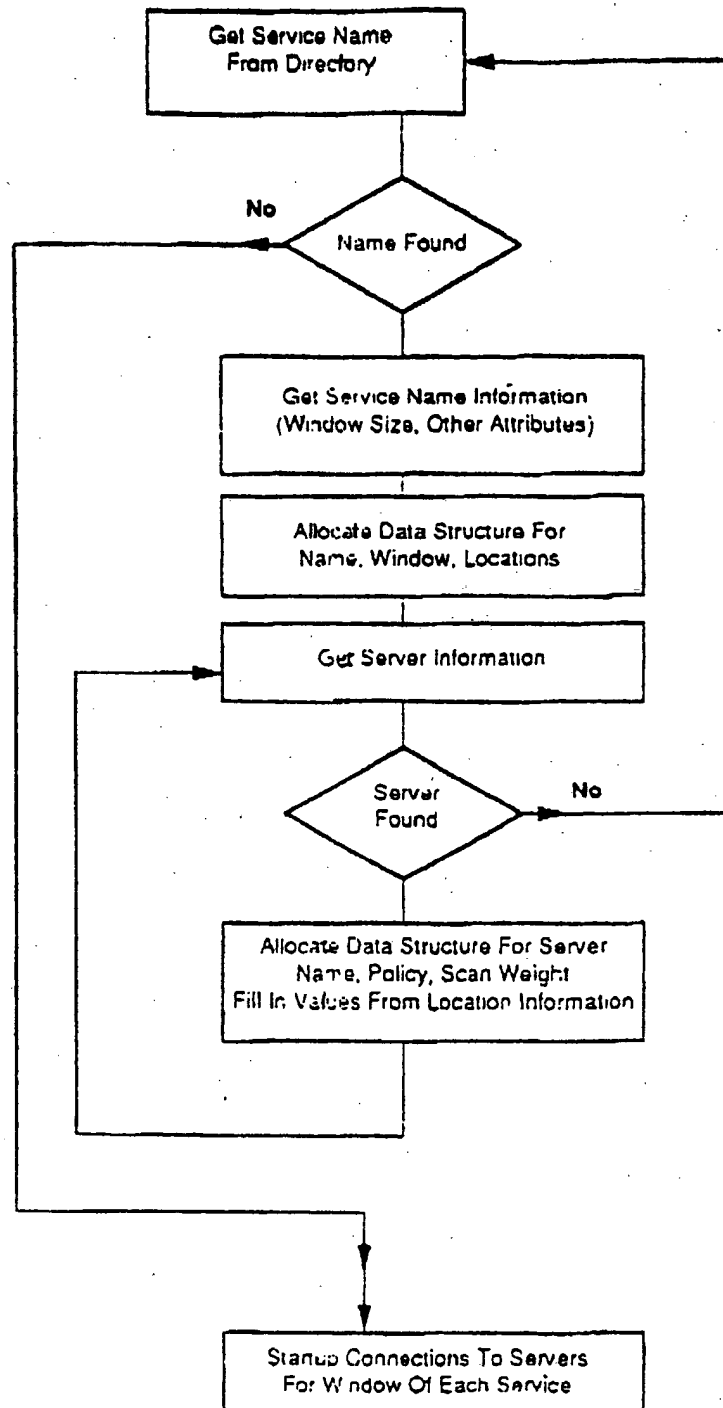 Get Service Name
From Directory
No
Name Found
Get Service Name Information
(Window Size, Other Attributes)
Allocate Data Structure For
Name, Window, Locations
Get Server Information
Server
Found
No
Allocate Data Structure For Server
Name, Policy, Scan Weight
Fill In Values From Location Information
Startup Connections To Servers
For Window Of Each Service